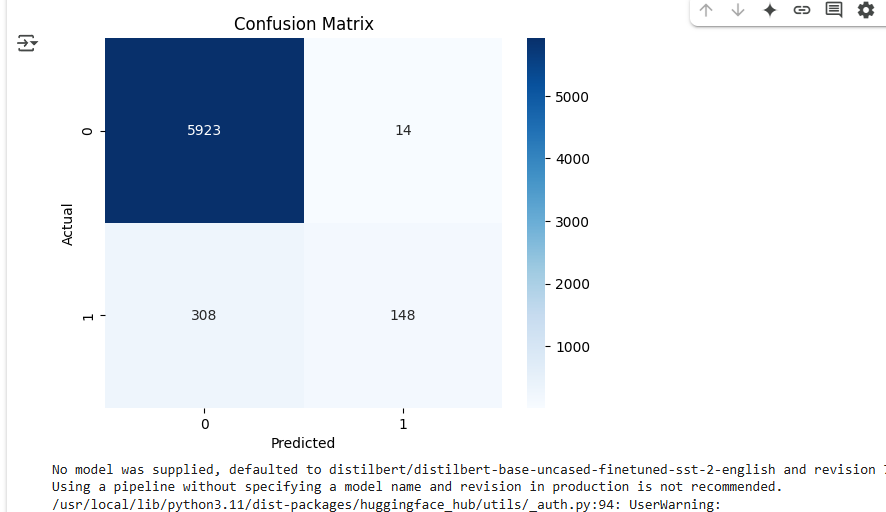 Confusion Matrix
0
5923
14
5000
4000
3000
2000
1000
Actual
1
308
148
0
1
Predicted
No model was supplied, defaulted to distilbert/distilbert-base-uncased-finetuned-sst-2-english and revision
Using a pipeline without specifying a model name and revision in production is not recommended.
/usr/local/lib/python3.11/dist-packages/huggingface_hub/utils/_auth.py:94: UserWarning: